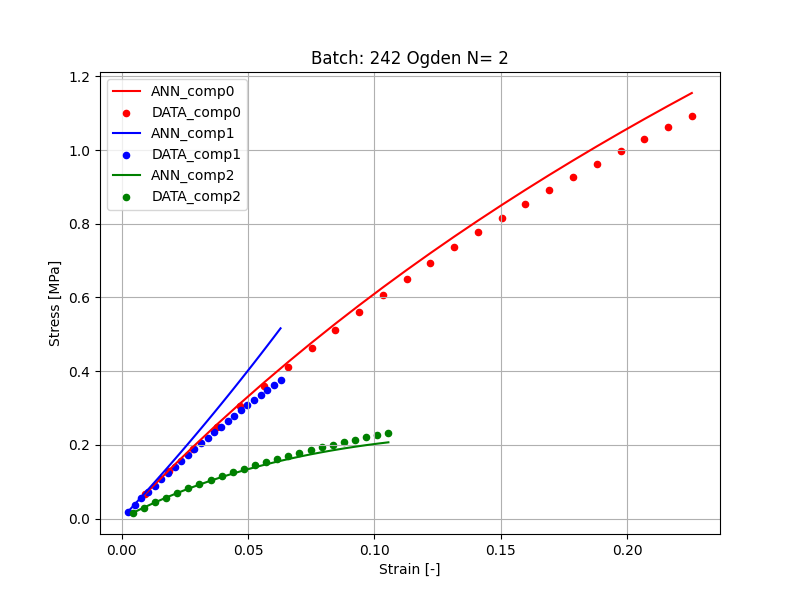 Batch: 242 Ogden N= 2
Stress [MPa]
1.2
1.0
0.8
0.6
0.4
0.2
0.0
ANN_comp0
DATA_comp0
ANN_comp1
DATA_comp1
ANN_comp2
DATA_comp2
0.00 0.05 0.10 0.15 0.20
Strain [-]